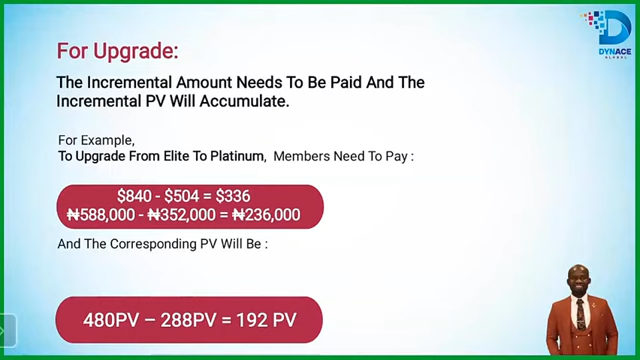 DYNACE
GLOBAL
For Upgrade:
The Incremental Amount Needs To Be Paid And The
Incremental PV Will Accumulate.
For Example,
To Upgrade From Elite To Platinum, Members Need To Pay :
$840 - $504 = $336
₦588,000 - ₦352,000 = ₦236,000
And The Corresponding PV Will Be :
480PV – 288PV = 192 PV